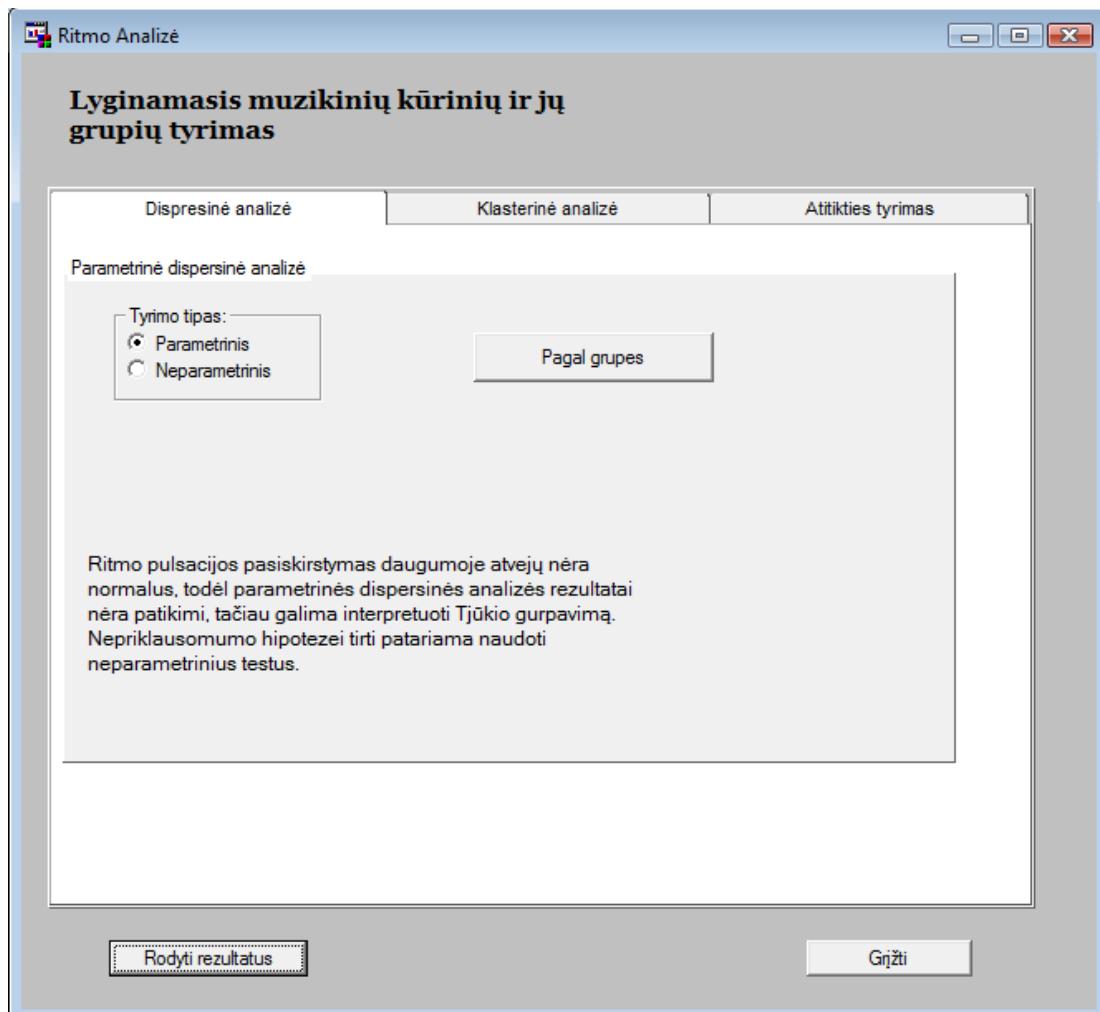 Ritmo Analizė
Lyginamasis muzikinių kūrinių ir jų
grupių tyrimas
Dispresinė analizė
Klasterinė analizė
Atitikties tyrimas
Parametrinė dispersinė analizė
Tyrimo tipas:
Parametrinis
Neparametrinis
Pagal grupes
Ritmo pulsacijos pasiskirstymas daugumoje atvejų nėra
normalus, todėl parametrinės dispersinės analizės rezultatai
nėra patikimi, tačiau galima interpretuoti Tjūkio gurpavimą.
Nepriklausomumo hipotezei tirti patariama naudoti
neparametrinius testus.
Rodyti rezultatus
Grįžti